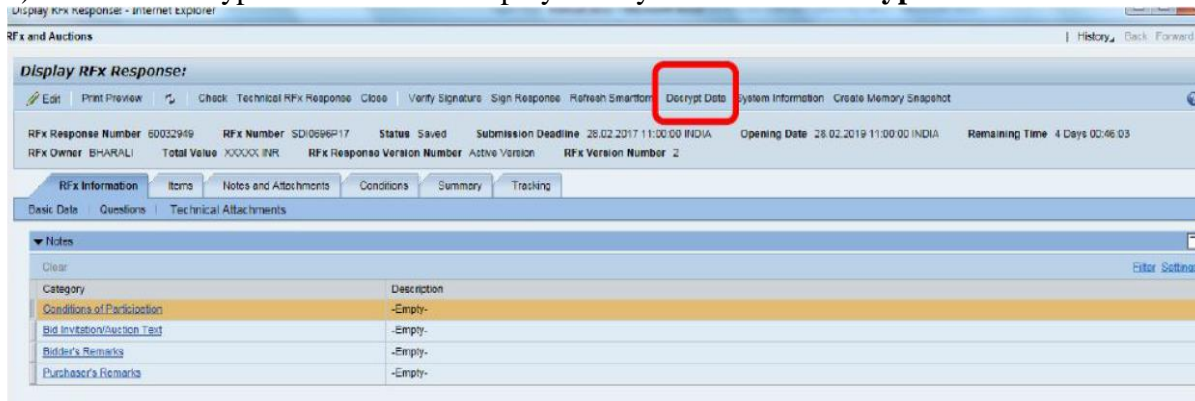 Display RFx Response: - Internet Explorer
RFx and Auctions | History Back Forward
Display RFx Response:
Edit Print Preview Check Technical RFx Response Close Verify Signature Sign Response Refresh Smartform Decrypt Data System Information Create Memory Snapshot
RFx Response Number 60032949 RFx Number SDI0696P17 Status Saved Submission Deadline 28.02.2017 11:00:00 INDIA Opening Date 28.02.2019 11:00:00 INDIA Remaining Time 4 Days 00:46:03
RFx Owner BHARALI Total Value XXXXX INR RFx Response Version Number Active Version RFx Version Number 2
RFx Information Items Notes and Attachments Conditions Summary Tracking
Basic Data Questions Technical Attachments
Notes
Clear Filter Settings
Category Description
Conditions of Participation -Empty-
Bid Invitation/Auction Text -Empty-
Bidder's Remarks -Empty-
Purchaser's Remarks -Empty-